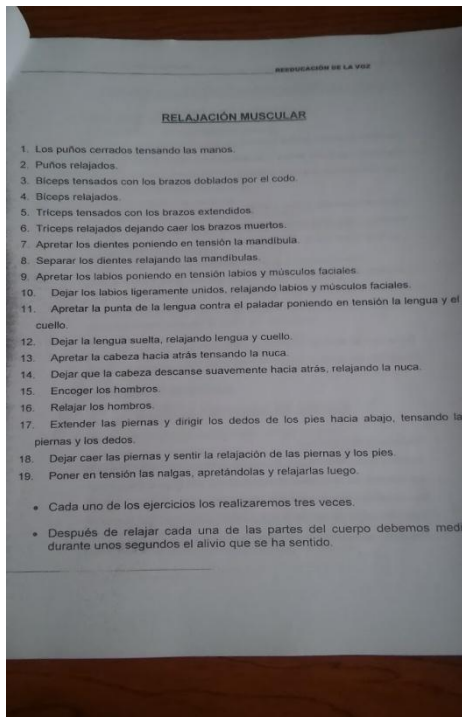 REEDUCACIÓN DE LA VOZ
RELAJACIÓN MUSCULAR
1. Los puños cerrados tensando las manos.
2. Puños relajados.
3. Bíceps tensados con los brazos doblados por el codo.
4. Bíceps relajados.
5. Tríceps tensados con los brazos extendidos.
6. Tríceps relajados dejando caer los brazos muertos.
7. Apretar los dientes poniendo en tensión la mandíbula.
8. Separar los dientes relajando las mandíbulas.
9. Apretar los labios poniendo en tensión labios y músculos faciales.
10. Dejar los labios ligeramente unidos, relajando labios y músculos faciales.
11. Apretar la punta de la lengua contra el paladar poniendo en tensión la lengua y el
cuello.
12. Dejar la lengua suelta, relajando lengua y cuello.
13. Apretar la cabeza hacia atrás tensando la nuca.
14. Dejar que la cabeza descanse suavemente hacia atrás, relajando la nuca.
15. Encoger los hombros.
16. Relajar los hombros.
17. Extender las piernas y dirigir los dedos de los pies hacia abajo, tensando la
piernas y los dedos.
18. Dejar caer las piernas y sentir la relajación de las piernas y los pies.
19. Poner en tensión las nalgas, apretándolas y relajarlas luego.
• Cada uno de los ejercicios los realizaremos tres veces.
• Después de relajar cada una de las partes del cuerpo debemos medi
durante unos segundos el alivio que se ha sentido.